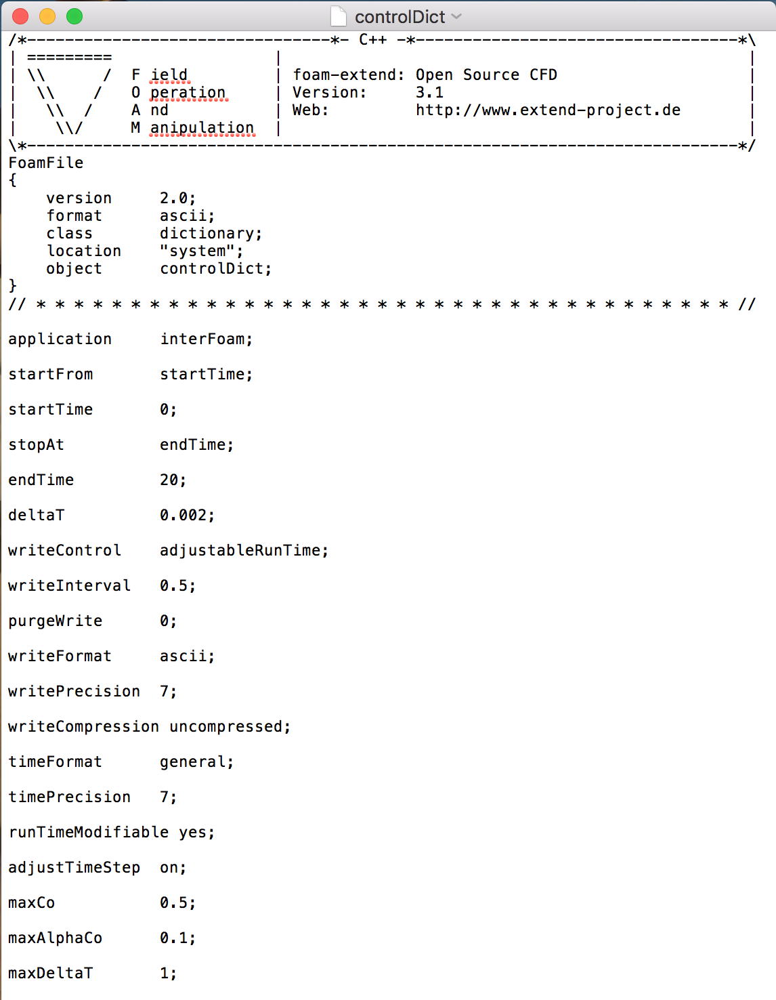 controlDict
/*--------------------------------*- C++ -*----------------------------------*\
| =========                 |                                                 |
| \\      /  F ield         | foam-extend: Open Source CFD                    |
|  \\    /   O peration     | Version:     3.1                                |
|   \\  /    A nd           | Web:         http://www.extend-project.de       |
|    \\/     M anipulation  |                                                 |
\*---------------------------------------------------------------------------*/
FoamFile
{
    version     2.0;
    format      ascii;
    class       dictionary;
    location    "system";
    object      controlDict;
}
// * * * * * * * * * * * * * * * * * * * * * * * * * * * * * * * * * * * * * //
application     interFoam;
startFrom       startTime;
startTime       0;
stopAt          endTime;
endTime         20;
deltaT          0.002;
writeControl    adjustableRunTime;
writeInterval   0.5;
purgeWrite      0;
writeFormat     ascii;
writePrecision  7;
writeCompression uncompressed;
timeFormat      general;
timePrecision   7;
runTimeModifiable yes;
adjustTimeStep  on;
maxCo           0.5;
maxAlphaCo      0.1;
maxDeltaT       1;